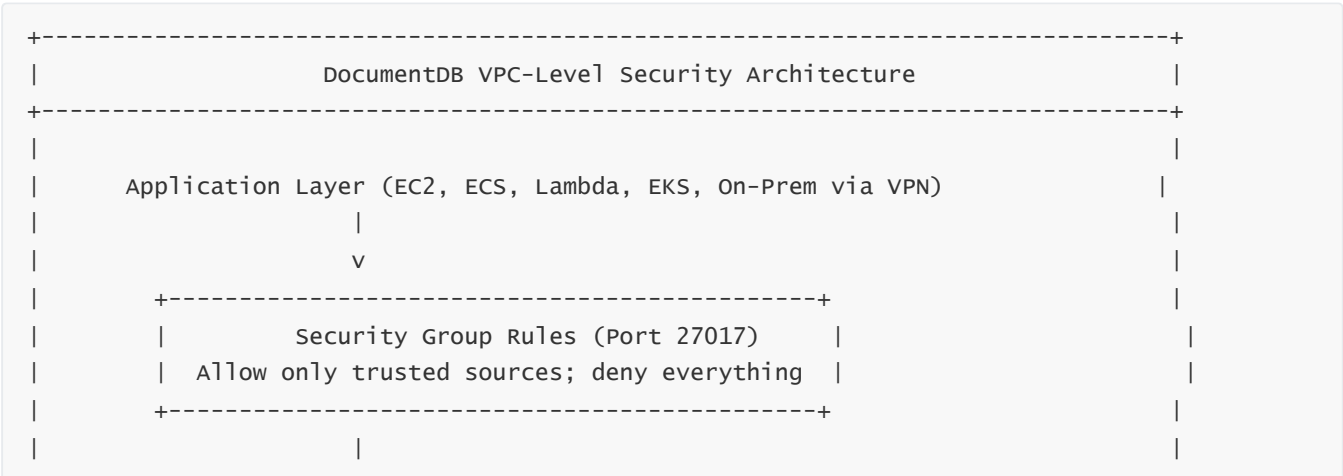 +--------------------------------------------------------------------------------+
|                    DocumentDB VPC-Level Security Architecture                  |
+--------------------------------------------------------------------------------+
|                                                                                |
|      Application Layer (EC2, ECS, Lambda, EKS, On-Prem via VPN)               |
|                      |                                                         |
|                      v                                                         |
|        +----------------------------------------------+                        |
|        |         Security Group Rules (Port 27017)     |                        |
|        |  Allow only trusted sources; deny everything  |                        |
|        +----------------------------------------------+                        |
|                      |                                                         |